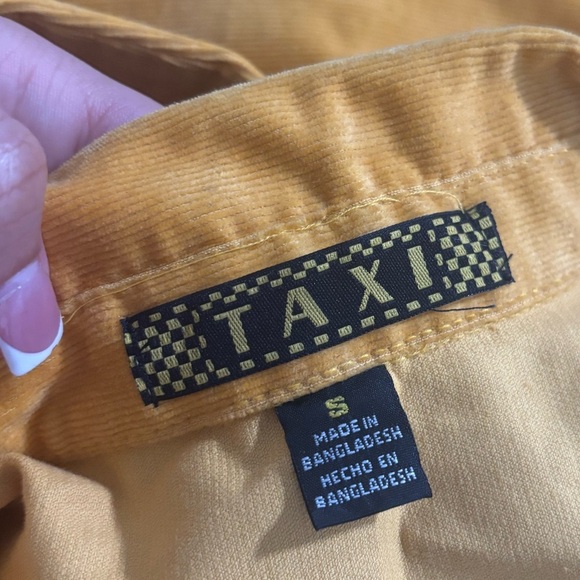 TAXI
S
MADE IN
BANGLADESH
HECHO EN
BANGLADESH